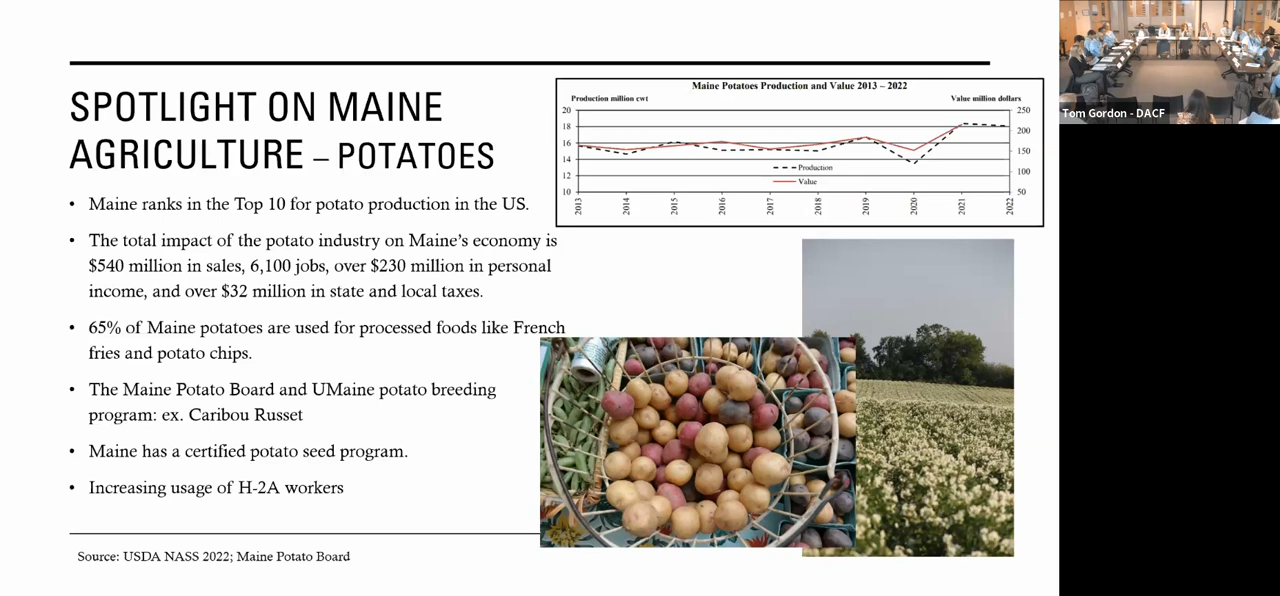 SPOTLIGHT ON MAINE
AGRICULTURE – POTATOES
• Maine ranks in the Top 10 for potato production in the US.
• The total impact of the potato industry on Maine's economy is
$540 million in sales, 6,100 jobs, over $230 million in personal
income, and over $32 million in state and local taxes.
• 65% of Maine potatoes are used for processed foods like French
fries and potato chips.
• The Maine Potato Board and UMaine potato breeding
program: ex. Caribou Russet
• Maine has a certified potato seed program.
• Increasing usage of H-2A workers
Source: USDA NASS 2022; Maine Potato Board
Maine Potatoes Production and Value 2013 – 2022
Production million cwt
Value million dollars
20
18
16
14
12
10
250
200
150
100
50
Production
Value
2013
2014
2015
2016
2017
2018
2019
2020
2021
2022
Tom Gordon - DACF